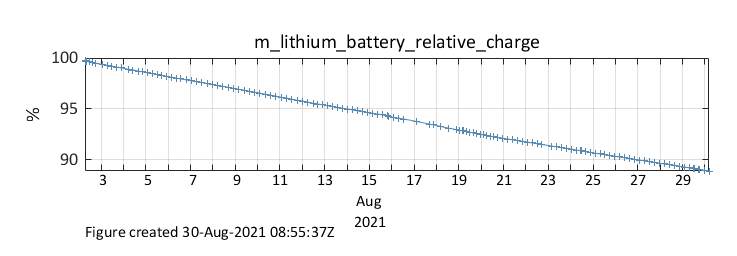 m_lithium_battery_relative_charge
100
95
90
%
3 5 7 9 11 13 15 17 19 21 23 25 27 29
Aug
2021
Figure created 30-Aug-2021 08:55:37Z